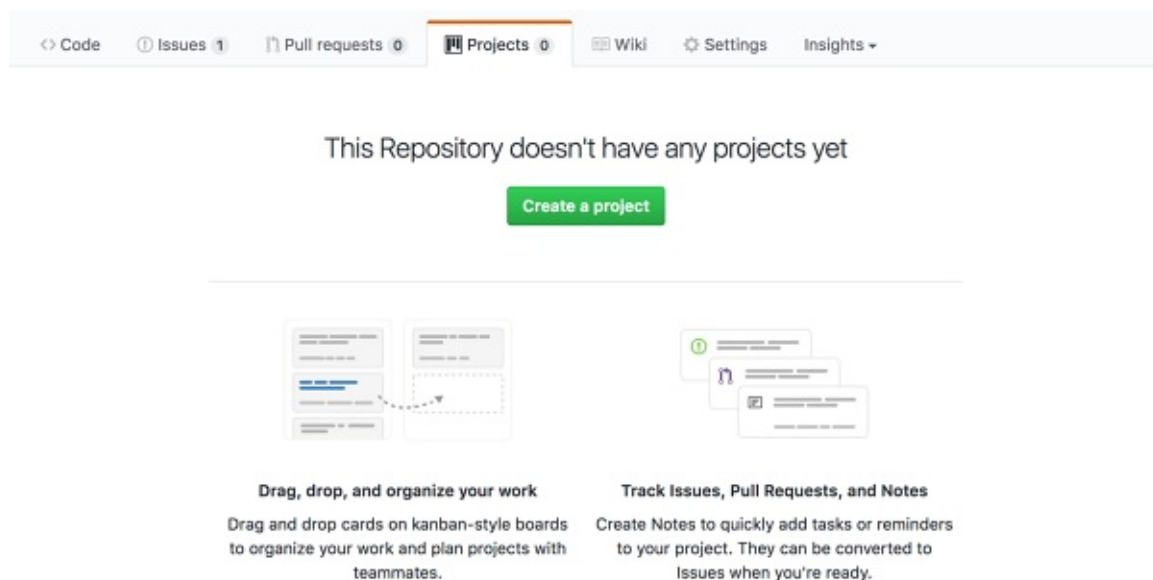 Code Issues 1 Pull requests 0 Projects 0 Wiki Settings Insights
This Repository doesn't have any projects yet
Create a project
Drag, drop, and organize your work
Drag and drop cards on kanban-style boards
to organize your work and plan projects with
teammates.
Track Issues, Pull Requests, and Notes
Create Notes to quickly add tasks or reminders
to your project. They can be converted to
Issues when you're ready.